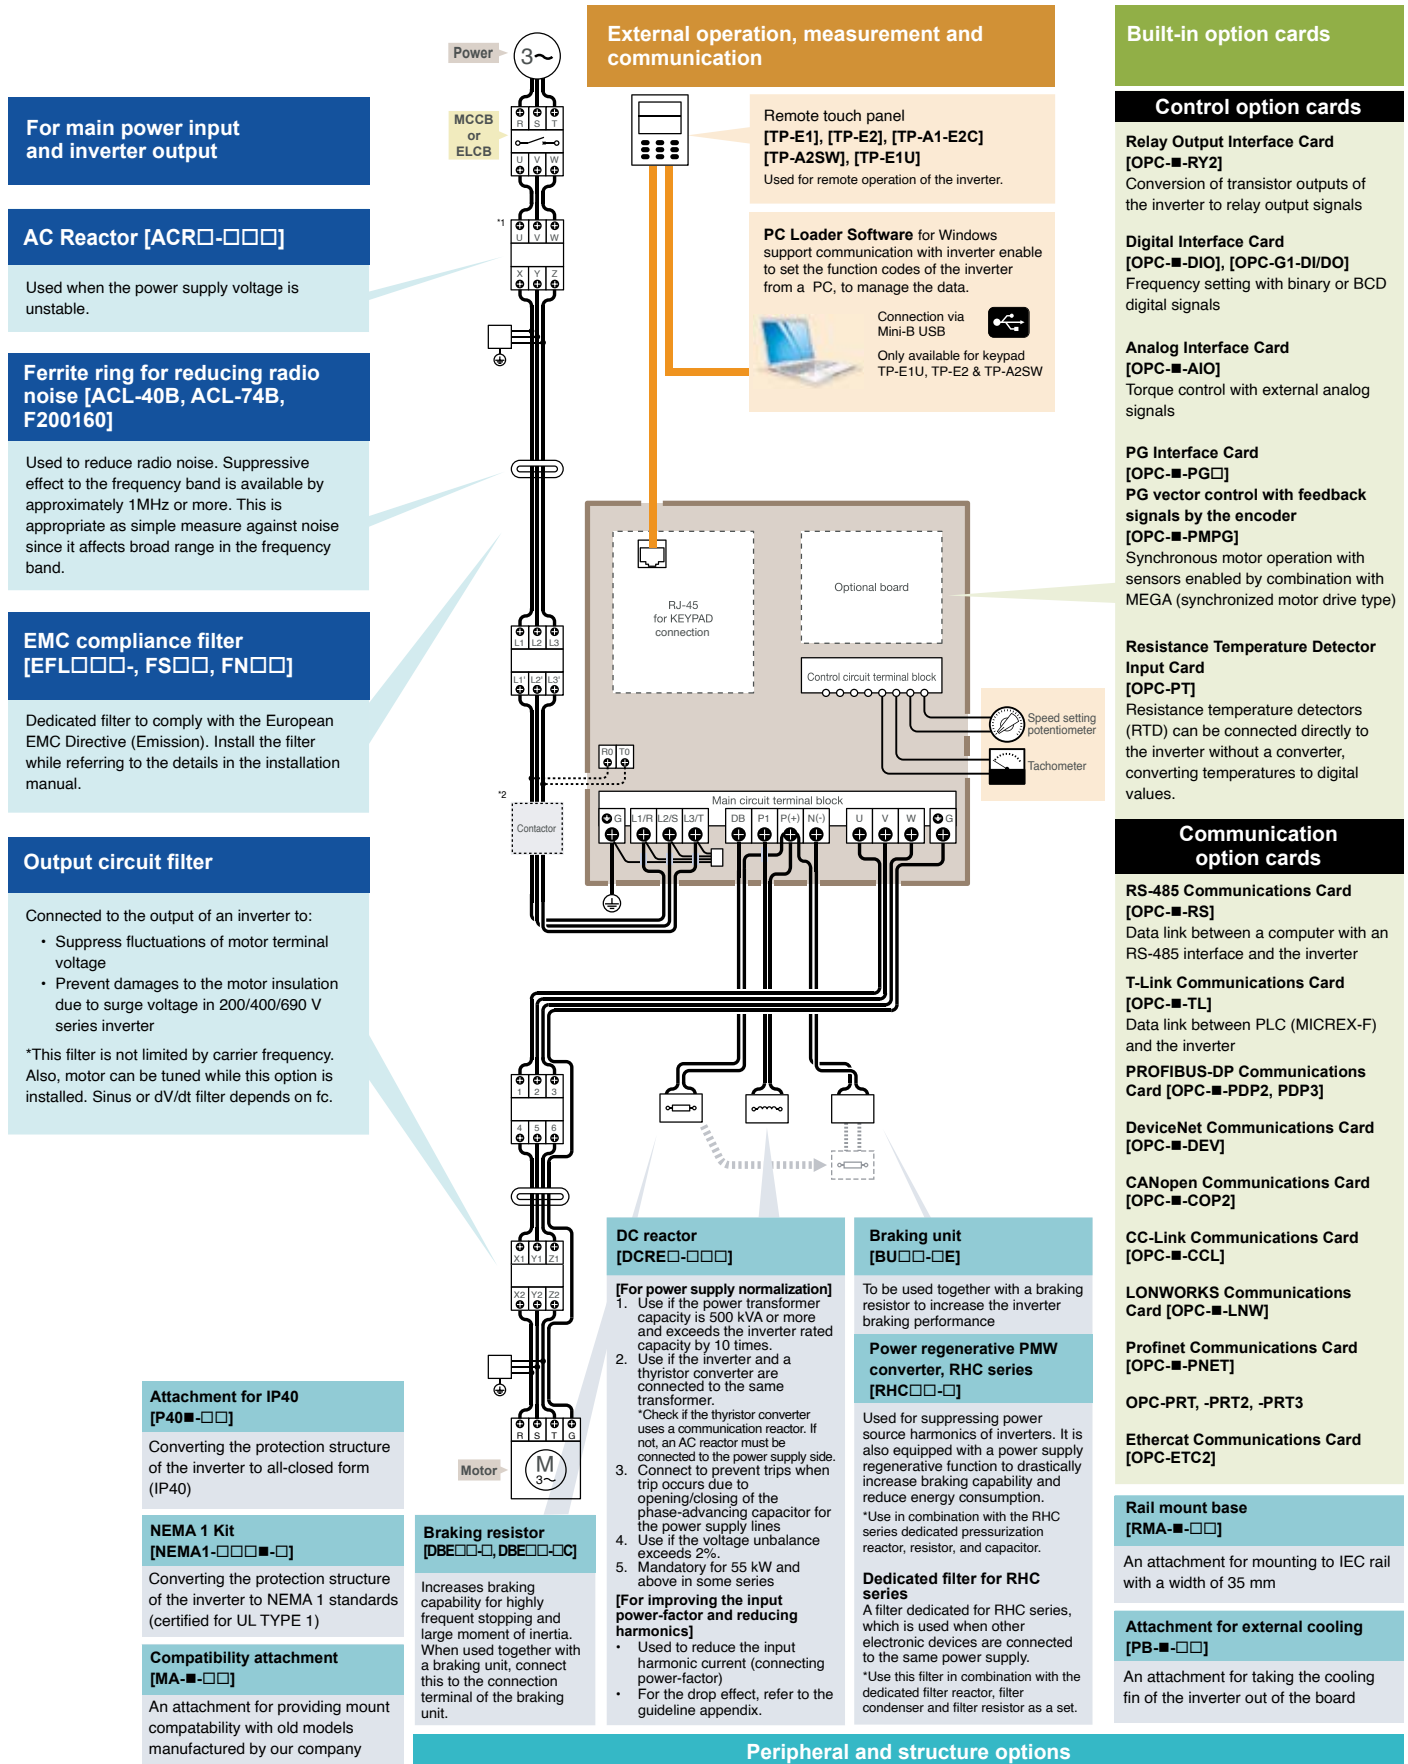 For main power input
and inverter output
AC Reactor [ACR□-□□□]
Used when the power supply voltage is
unstable.
Ferrite ring for reducing radio
noise [ACL-40B, ACL-74B,
F200160]
Used to reduce radio noise. Suppressive
effect to the frequency band is available by
approximately 1MHz or more. This is
appropriate as simple measure against noise
since it affects broad range in the frequency
band.
EMC compliance filter
[EFL□□□-, FS□□, FN□□]
Dedicated filter to comply with the European
EMC Directive (Emission). Install the filter
while referring to the details in the installation
manual.
Output circuit filter
Connected to the output of an inverter to:
• Suppress fluctuations of motor terminal
voltage
• Prevent damages to the motor insulation
due to surge voltage in 200/400/690 V
series inverter
*This filter is not limited by carrier frequency.
Also, motor can be tuned while this option is
installed. Sinus or dV/dt filter depends on fc.
Power
3~
MCCB
or
ELCB
R S T
U V W
*1
U V W
X Y Z
L1 L2 L3
L1' L2' L3'
*2
Contactor
1 2 3
4 5 6
X1 Y1 Z1
X2 Y2 Z2
R S T G
Motor
M
3~
External operation, measurement and
communication
Remote touch panel
[TP-E1], [TP-E2], [TP-A1-E2C]
[TP-A2SW], [TP-E1U]
Used for remote operation of the inverter.
PC Loader Software for Windows
support communication with inverter enable
to set the function codes of the inverter
from a PC, to manage the data.
Connection via
Mini-B USB
Only available for keypad
TP-E1U, TP-E2 & TP-A2SW
RJ-45
for KEYPAD
connection
Optional board
Control circuit terminal block
Speed setting
potentiometer
Tachometer
R0 T0
Main circuit terminal block
G L1/R L2/S L3/T DB P1 P(+) N(-) U V W G
Built-in option cards
Control option cards
Relay Output Interface Card
[OPC-■-RY2]
Conversion of transistor outputs of
the inverter to relay output signals
Digital Interface Card
[OPC-■-DIO], [OPC-G1-DI/DO]
Frequency setting with binary or BCD
digital signals
Analog Interface Card
[OPC-■-AIO]
Torque control with external analog
signals
PG Interface Card
[OPC-■-PG□]
PG vector control with feedback
signals by the encoder
[OPC-■-PMPG]
Synchronous motor operation with
sensors enabled by combination with
MEGA (synchronized motor drive type)
Resistance Temperature Detector
Input Card
[OPC-PT]
Resistance temperature detectors
(RTD) can be connected directly to
the inverter without a converter,
converting temperatures to digital
values.
Communication
option cards
RS-485 Communications Card
[OPC-■-RS]
Data link between a computer with an
RS-485 interface and the inverter
T-Link Communications Card
[OPC-■-TL]
Data link between PLC (MICREX-F)
and the inverter
PROFIBUS-DP Communications
Card [OPC-■-PDP2, PDP3]
DeviceNet Communications Card
[OPC-■-DEV]
CANopen Communications Card
[OPC-■-COP2]
CC-Link Communications Card
[OPC-■-CCL]
LONWORKS Communications
Card [OPC-■-LNW]
Profinet Communications Card
[OPC-■-PNET]
OPC-PRT, -PRT2, -PRT3
Ethercat Communications Card
[OPC-ETC2]
Attachment for IP40
[P40■-□□]
Converting the protection structure
of the inverter to all-closed form
(IP40)
NEMA 1 Kit
[NEMA1-□□□■-□]
Converting the protection structure
of the inverter to NEMA 1 standards
(certified for UL TYPE 1)
Compatibility attachment
[MA-■-□□]
An attachment for providing mount
compatability with old models
manufactured by our company
Braking resistor
[DBE□□-□, DBE□□-□C]
Increases braking
capability for highly
frequent stopping and
large moment of inertia.
When used together with
a braking unit, connect
this to the connection
terminal of the braking
unit.
DC reactor
[DCRE□-□□□]
[For power supply normalization]
1. Use if the power transformer
capacity is 500 kVA or more
and exceeds the inverter rated
capacity by 10 times.
2. Use if the inverter and a
thyristor converter are
connected to the same
transformer.
*Check if the thyristor converter
uses a communication reactor. If
not, an AC reactor must be
connected to the power supply side.
3. Connect to prevent trips when
trip occurs due to
opening/closing of the
phase-advancing capacitor for
the power supply lines
4. Use if the voltage unbalance
exceeds 2%.
5. Mandatory for 55 kW and
above in some series
[For improving the input
power-factor and reducing
harmonics]
• Used to reduce the input
harmonic current (connecting
power-factor)
• For the drop effect, refer to the
guideline appendix.
Braking unit
[BU□□-□E]
To be used together with a braking
resistor to increase the inverter
braking performance
Power regenerative PMW
converter, RHC series
[RHC□□-□]
Used for suppressing power
source harmonics of inverters. It is
also equipped with a power supply
regenerative function to drastically
increase braking capability and
reduce energy consumption.
*Use in combination with the RHC
series dedicated pressurization
reactor, resistor, and capacitor.
Dedicated filter for RHC
series
A filter dedicated for RHC series,
which is used when other
electronic devices are connected
to the same power supply.
*Use this filter in combination with the
dedicated filter reactor, filter
condenser and filter resistor as a set.
Rail mount base
[RMA-■-□□]
An attachment for mounting to IEC rail
with a width of 35 mm
Attachment for external cooling
[PB-■-□□]
An attachment for taking the cooling
fin of the inverter out of the board
Peripheral and structure options